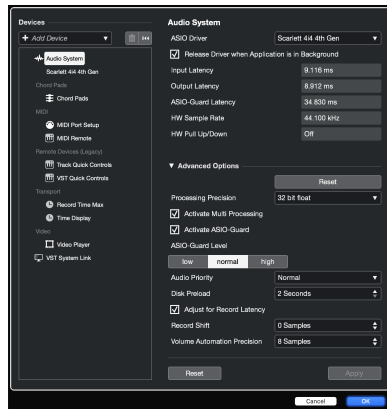 Devices
+ Add Device
Audio System
Scarlett 4i4 4th Gen
Chord Pads
Chord Pads
MIDI
MIDI Port Setup
MIDI Remote
Remote Devices (Legacy)
Track Quick Controls
VST Quick Controls
Transport
Record Time Max
Time Display
Video
Video Player
VST System Link
Audio System
ASIO Driver Scarlett 4i4 4th Gen
Release Driver when Application is in Background
Input Latency 9.116 ms
Output Latency 8.912 ms
ASIO-Guard Latency 34.830 ms
HW Sample Rate 44.100 kHz
HW Pull Up/Down Off
Advanced Options
Reset
Processing Precision 32 bit float
Activate Multi Processing
Activate ASIO-Guard
ASIO-Guard Level
low normal high
Audio Priority Normal
Disk Preload 2 Seconds
Adjust for Record Latency
Record Shift 0 Samples
Volume Automation Precision 8 Samples
Reset Apply
Cancel OK